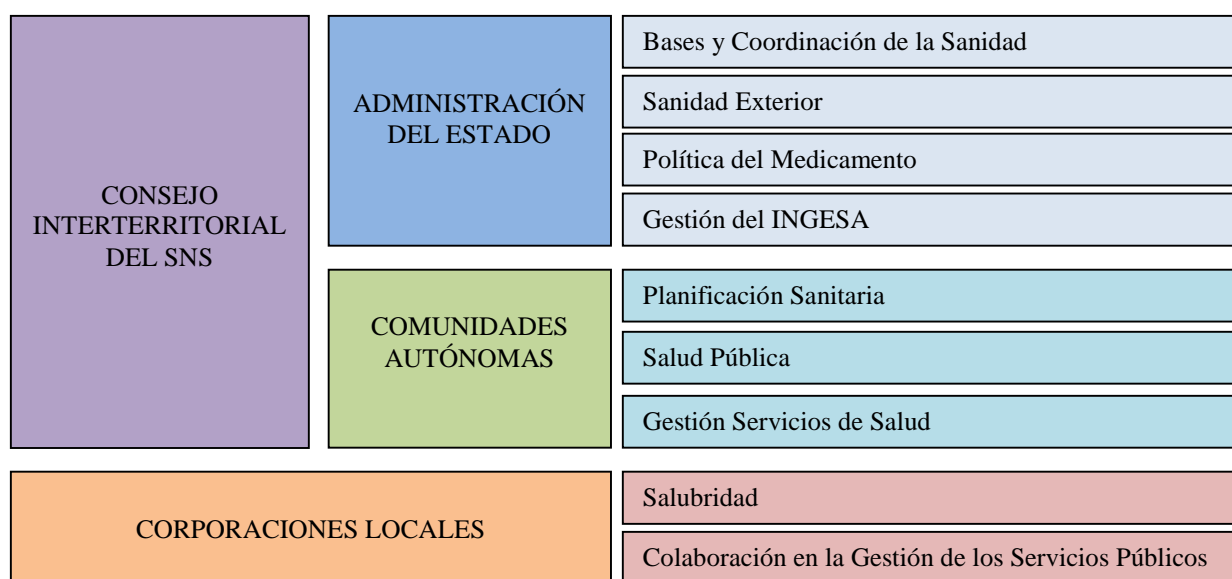 CONSEJO
INTERTERRITORIAL
DEL SNS
ADMINISTRACIÓN
DEL ESTADO
Bases y Coordinación de la Sanidad
Sanidad Exterior
Política del Medicamento
Gestión del INGESA
COMUNIDADES
AUTÓNOMAS
Planificación Sanitaria
Salud Pública
Gestión Servicios de Salud
CORPORACIONES LOCALES
Salubridad
Colaboración en la Gestión de los Servicios Públicos